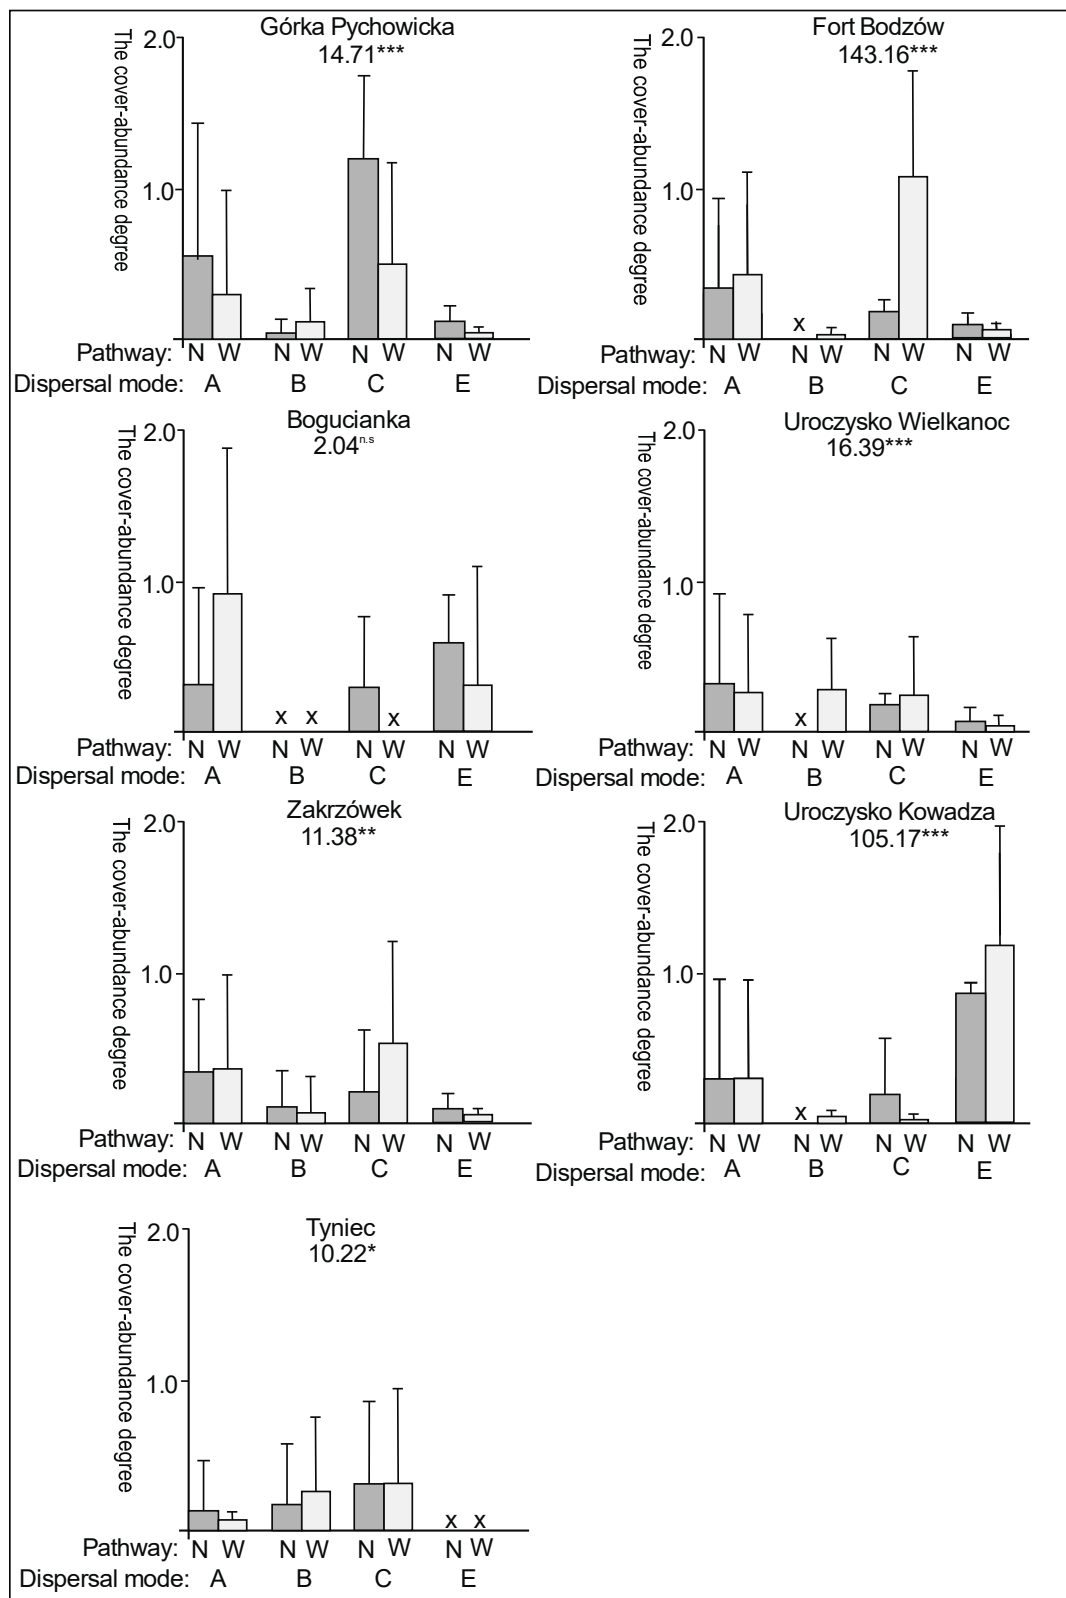 Górka Pychowicka
14.71***
The cover-abundance degree
2.0
1.0
Pathway: N W N W N W N W
Dispersal mode: A B C E
Fort Bodzów
143.16***
The cover-abundance degree
2.0
1.0
x
Pathway: N W N W N W N W
Dispersal mode: A B C E
Bogucianka
2.04n.s
The cover-abundance degree
2.0
1.0
x x x
Pathway: N W N W N W N W
Dispersal mode: A B C E
Uroczysko Wielkanoc
16.39***
The cover-abundance degree
2.0
1.0
x
Pathway: N W N W N W N W
Dispersal mode: A B C E
Zakrzówek
11.38**
The cover-abundance degree
2.0
1.0
Pathway: N W N W N W N W
Dispersal mode: A B C E
Uroczysko Kowadza
105.17***
The cover-abundance degree
2.0
1.0
x
Pathway: N W N W N W N W
Dispersal mode: A B C E
Tyniec
10.22*
The cover-abundance degree
2.0
1.0
x x
Pathway: N W N W N W N W
Dispersal mode: A B C E